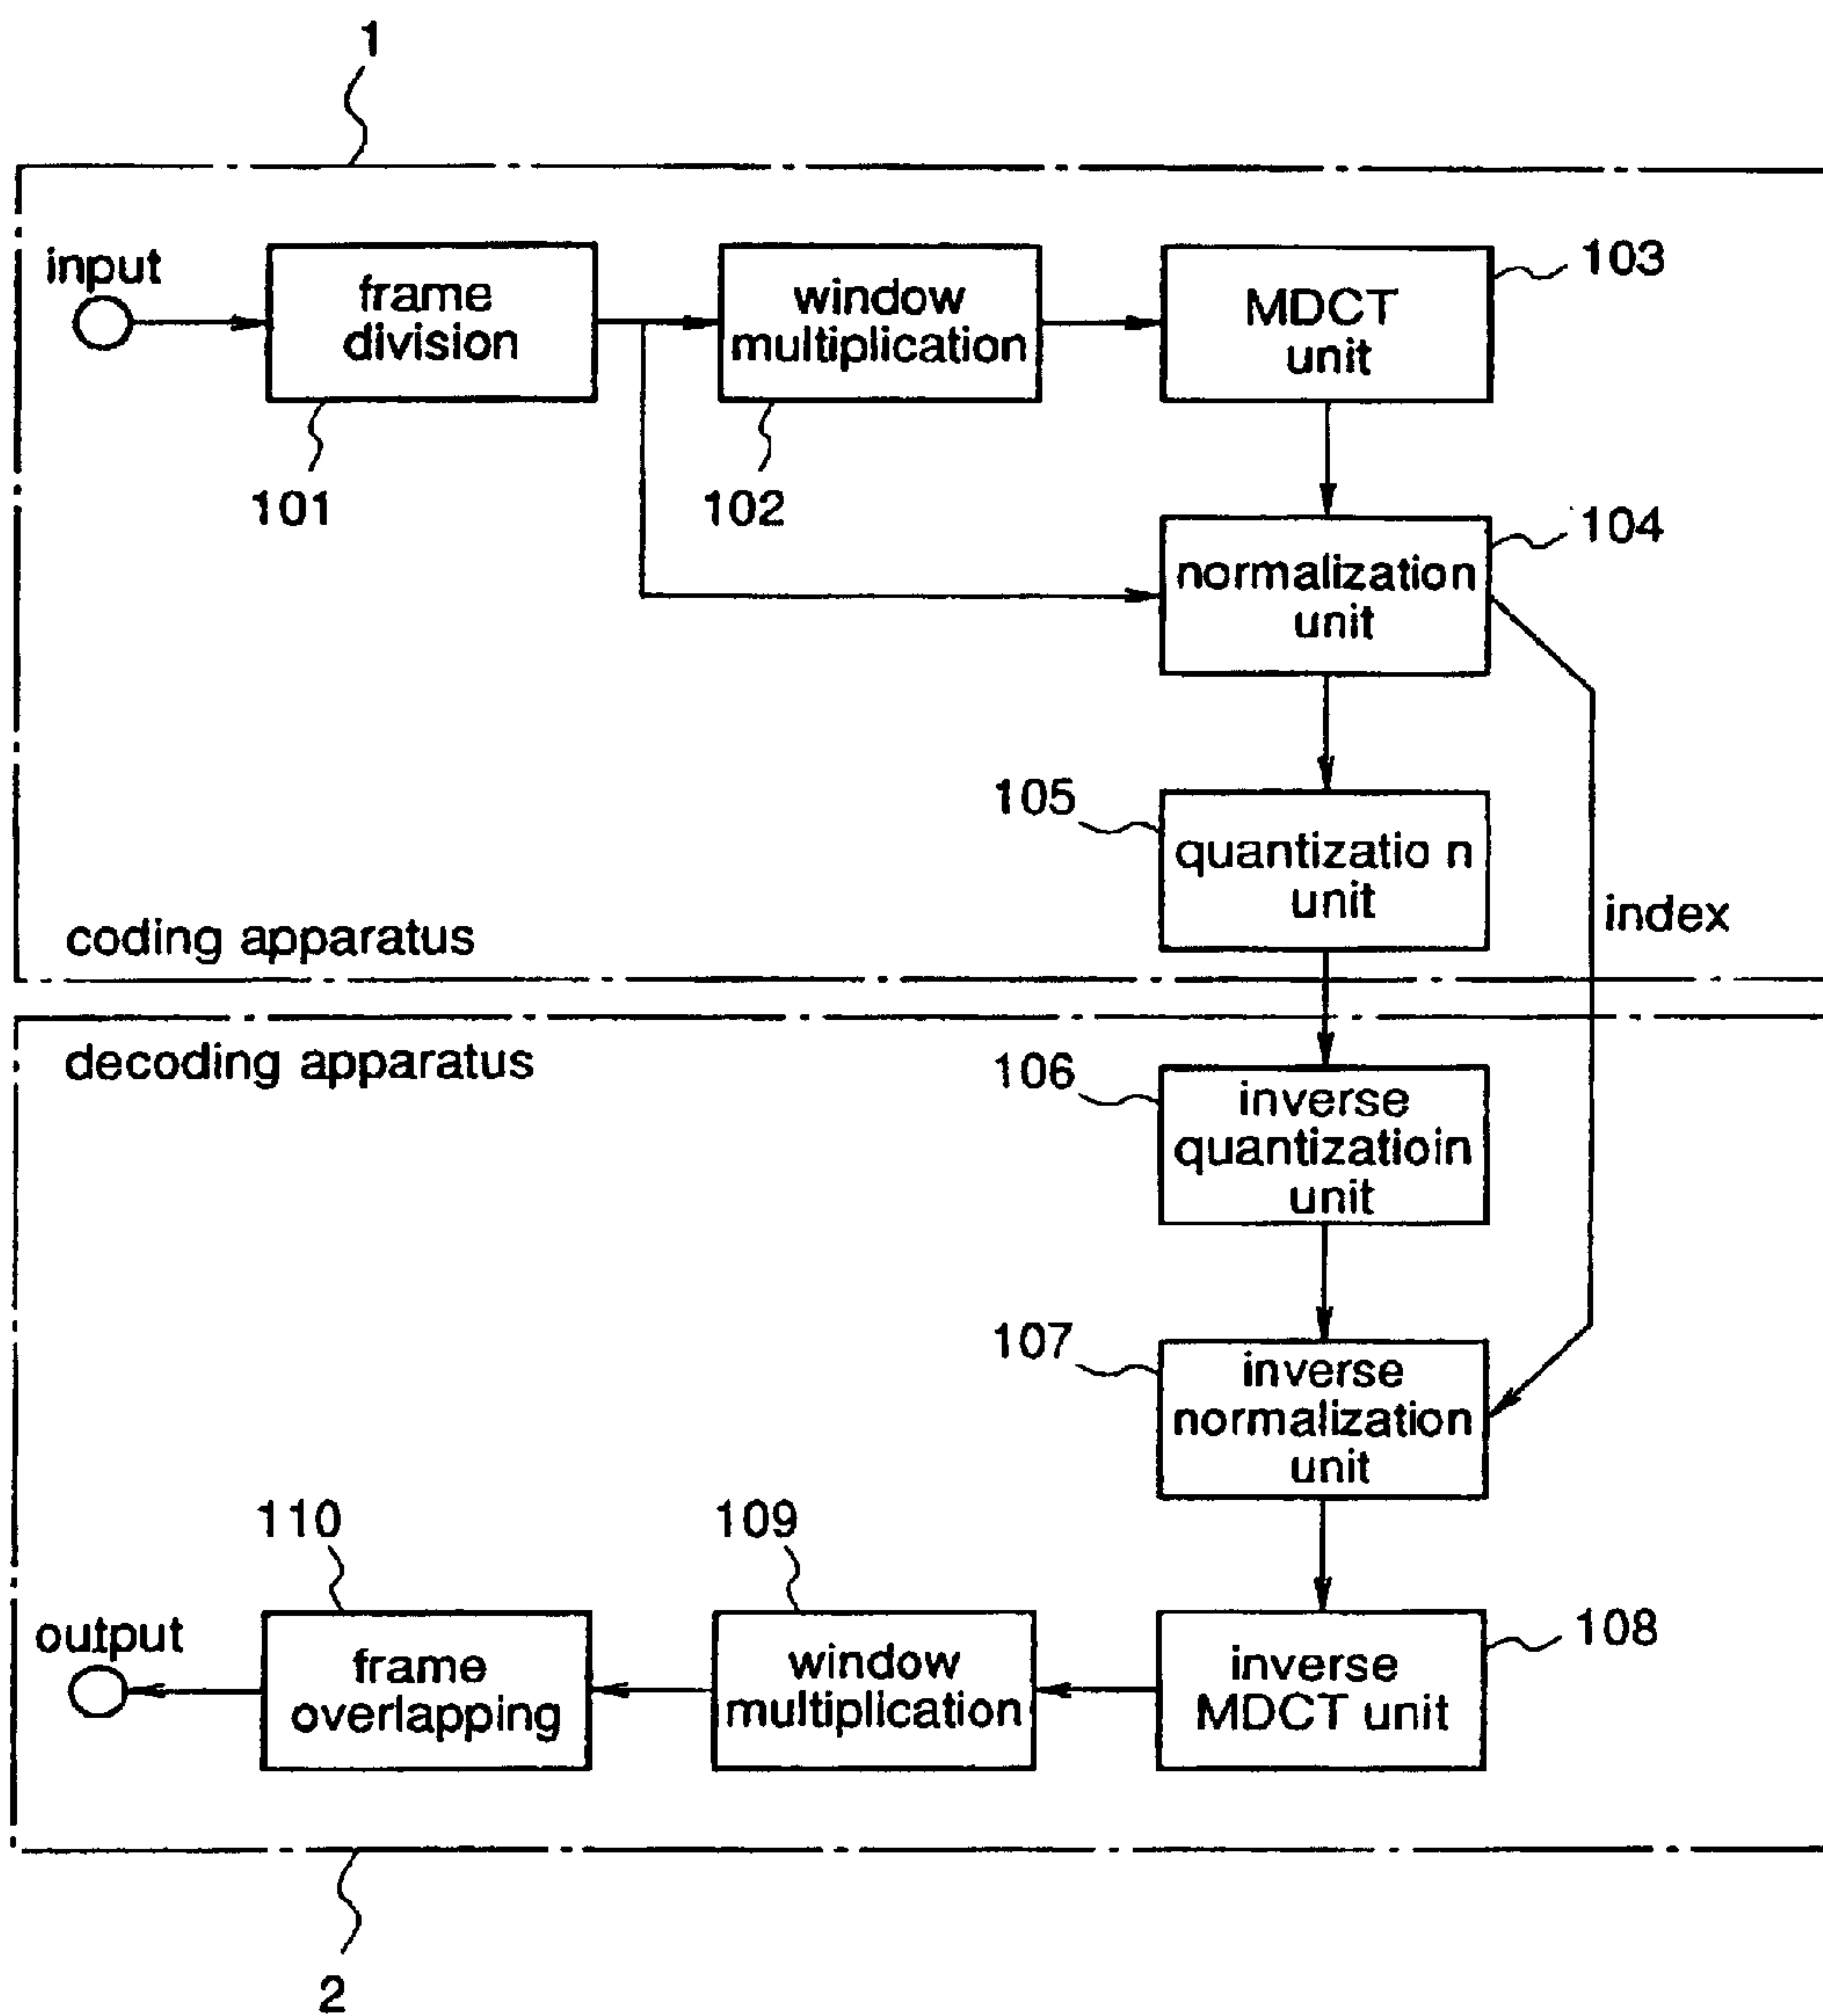 1
input
frame
division
101
window
multiplication
102
MDCT
unit
103
normalization
unit
104
105
quantizatio n
unit
index
coding apparatus
decoding apparatus
106
inverse
quantizatioin
unit
107
inverse
normalization
unit
110
109
output
frame
overlapping
window
multiplication
inverse
MDCT unit
108
2